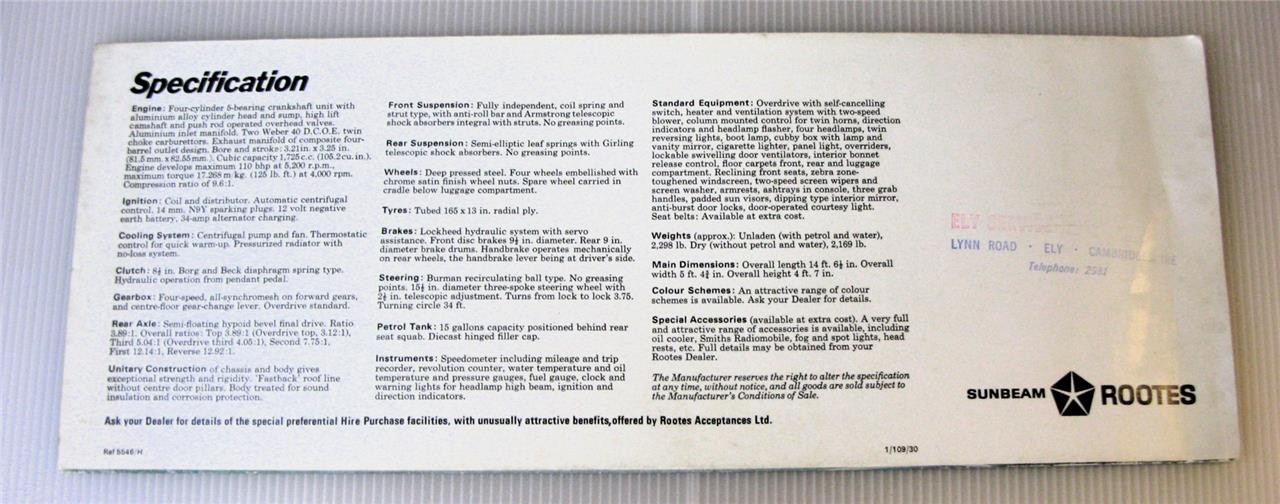 Specification
Engine: Four-cylinder 5-bearing crankshaft unit with
aluminium alloy cylinder head and sump, high lift
camshaft and push rod operated overhead valves.
Aluminium inlet manifold. Two Weber 40 D.C.O.E. twin
choke carburettors. Exhaust manifold of composite four-
barrel outlet design. Bore and stroke: 3.21in. x 3.25 in.
(81.5 mm. x 82.55 mm.). Cubic capacity 1,725 c.c. (105.2 cu. in.).
Engine develops maximum 110 bhp at 5,200 r.p.m.,
maximum torque 17.268 m kg. (125 lb. ft.) at 4,000 rpm.
Compression ratio of 9.6:1.
Ignition: Coil and distributor. Automatic centrifugal
control. 14 mm. N9Y sparking plugs. 12 volt negative
earth battery. 34-amp alternator charging.
Cooling System: Centrifugal pump and fan. Thermostatic
control for quick warm-up. Pressurized radiator with
no-loss system.
Clutch: 8½ in. Borg and Beck diaphragm spring type.
Hydraulic operation from pendant pedal.
Gearbox: Four-speed, all-synchromesh on forward gears,
and centre-floor gear-change lever. Overdrive standard.
Rear Axle: Semi-floating hypoid bevel final drive. Ratio
3.89:1. Overall ratios: Top 3.89:1 (Overdrive top, 3.12:1),
Third 5.04:1 (Overdrive third 4.05:1), Second 7.75:1,
First 12.14:1, Reverse 12.92:1.
Unitary Construction of chassis and body gives
exceptional strength and rigidity. 'Fastback' roof line
without centre door pillars. Body treated for sound
insulation and corrosion protection.
Front Suspension: Fully independent, coil spring and
strut type, with anti-roll bar and Armstrong telescopic
shock absorbers integral with struts. No greasing points.
Rear Suspension: Semi-elliptic leaf springs with Girling
telescopic shock absorbers. No greasing points.
Wheels: Deep pressed steel. Four wheels embellished with
chrome satin finish wheel nuts. Spare wheel carried in
cradle below luggage compartment.
Tyres: Tubed 165 x 13 in. radial ply.
Brakes: Lockheed hydraulic system with servo
assistance. Front disc brakes 9½ in. diameter. Rear 9 in.
diameter brake drums. Handbrake operates mechanically
on rear wheels, the handbrake lever being at driver's side.
Steering: Burman recirculating ball type. No greasing
points. 15½ in. diameter three-spoke steering wheel with
2½ in. telescopic adjustment. Turns from lock to lock 3.75.
Turning circle 34 ft.
Petrol Tank: 15 gallons capacity positioned behind rear
seat squab. Diecast hinged filler cap.
Instruments: Speedometer including mileage and trip
recorder, revolution counter, water temperature and oil
temperature and pressure gauges, fuel gauge, clock and
warning lights for headlamp high beam, ignition and
direction indicators.
Standard Equipment: Overdrive with self-cancelling
switch, heater and ventilation system with two-speed
blower, column mounted control for twin horns, direction
indicators and headlamp flasher, four headlamps, twin
reversing lights, boot lamp, cubby box with lamp and
vanity mirror, cigarette lighter, panel light, overriders,
lockable swivelling door ventilators, interior bonnet
release control, floor carpets front, rear and luggage
compartment. Reclining front seats, zebra zone-
toughened windscreen, two-speed screen wipers and
screen washer, armrests, ashtrays in console, three grab
handles, padded sun visors, dipping type interior mirror,
anti-burst door locks, door-operated courtesy light.
Seat belts: Available at extra cost.
Weights (approx.): Unladen (with petrol and water),
2,298 lb. Dry (without petrol and water), 2,169 lb.
Main Dimensions: Overall length 14 ft. 6½ in. Overall
width 5 ft. 4¾ in. Overall height 4 ft. 7 in.
Colour Schemes: An attractive range of colour
schemes is available. Ask your Dealer for details.
Special Accessories (available at extra cost). A very full
and attractive range of accessories is available, including
oil cooler, Smiths Radiomobile, fog and spot lights, head
rests, etc. Full details may be obtained from your
Rootes Dealer.
The Manufacturer reserves the right to alter the specification
at any time, without notice, and all goods are sold subject to
the Manufacturer's Conditions of Sale.
ELY
LYNN ROAD · ELY · CAMBRIDGESHIRE
Telephone: 2981
SUNBEAM ROOTES
Ask your Dealer for details of the special preferential Hire Purchase facilities, with unusually attractive benefits, offered by Rootes Acceptances Ltd.
Ref 5546/H
1/109/30